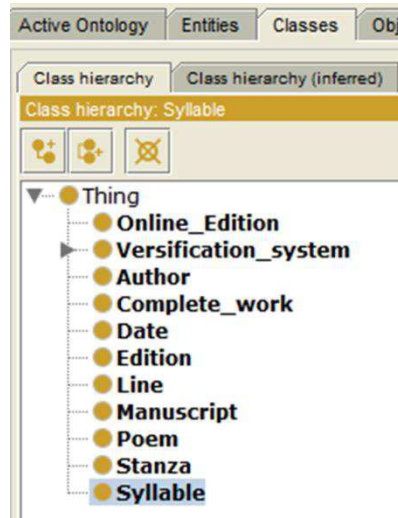 Active Ontology Entities Classes Obj
Class hierarchy Class hierarchy (inferred)
Class hierarchy: Syllable
Thing
Online_Edition
Versification_system
Author
Complete_work
Date
Edition
Line
Manuscript
Poem
Stanza
Syllable